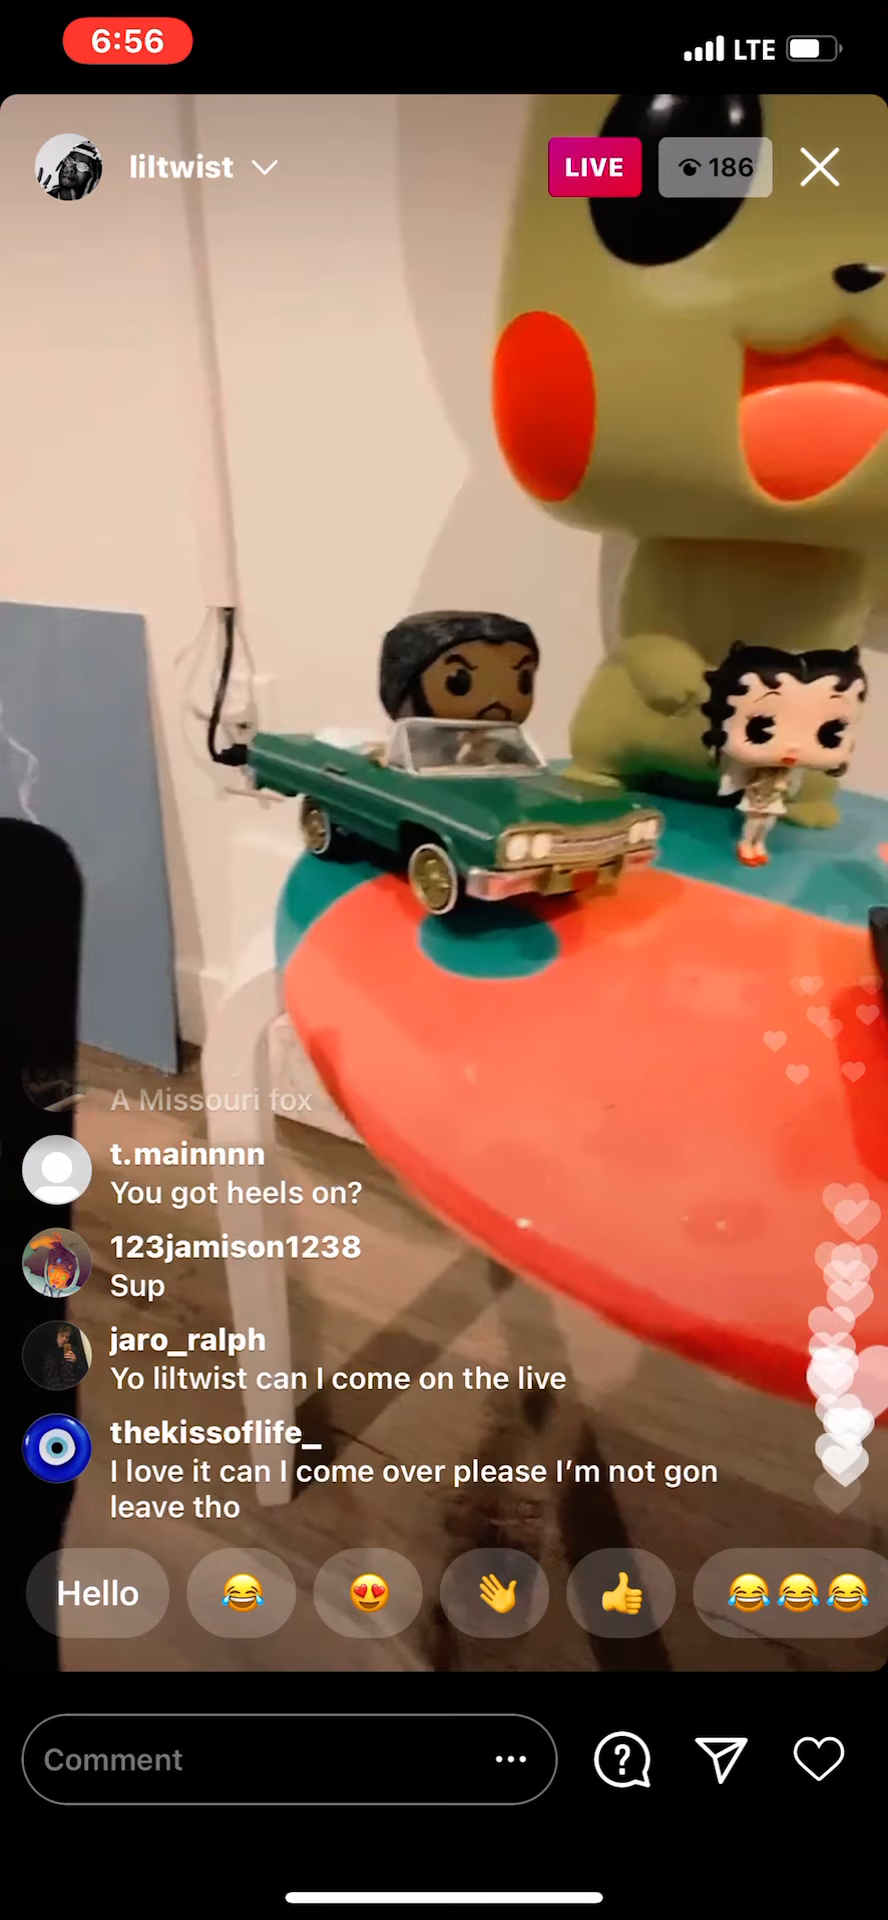 6:56
LTE
liltwist
LIVE
186
A Missouri fox
t.mainnnn
You got heels on?
123jamison1238
Sup
jaro_ralph
Yo liltwist can I come on the live
thekissoflife_
I love it can I come over please I’m not gon
leave tho
Hello 😂 😍 👋 👍 😂😂😂
Comment